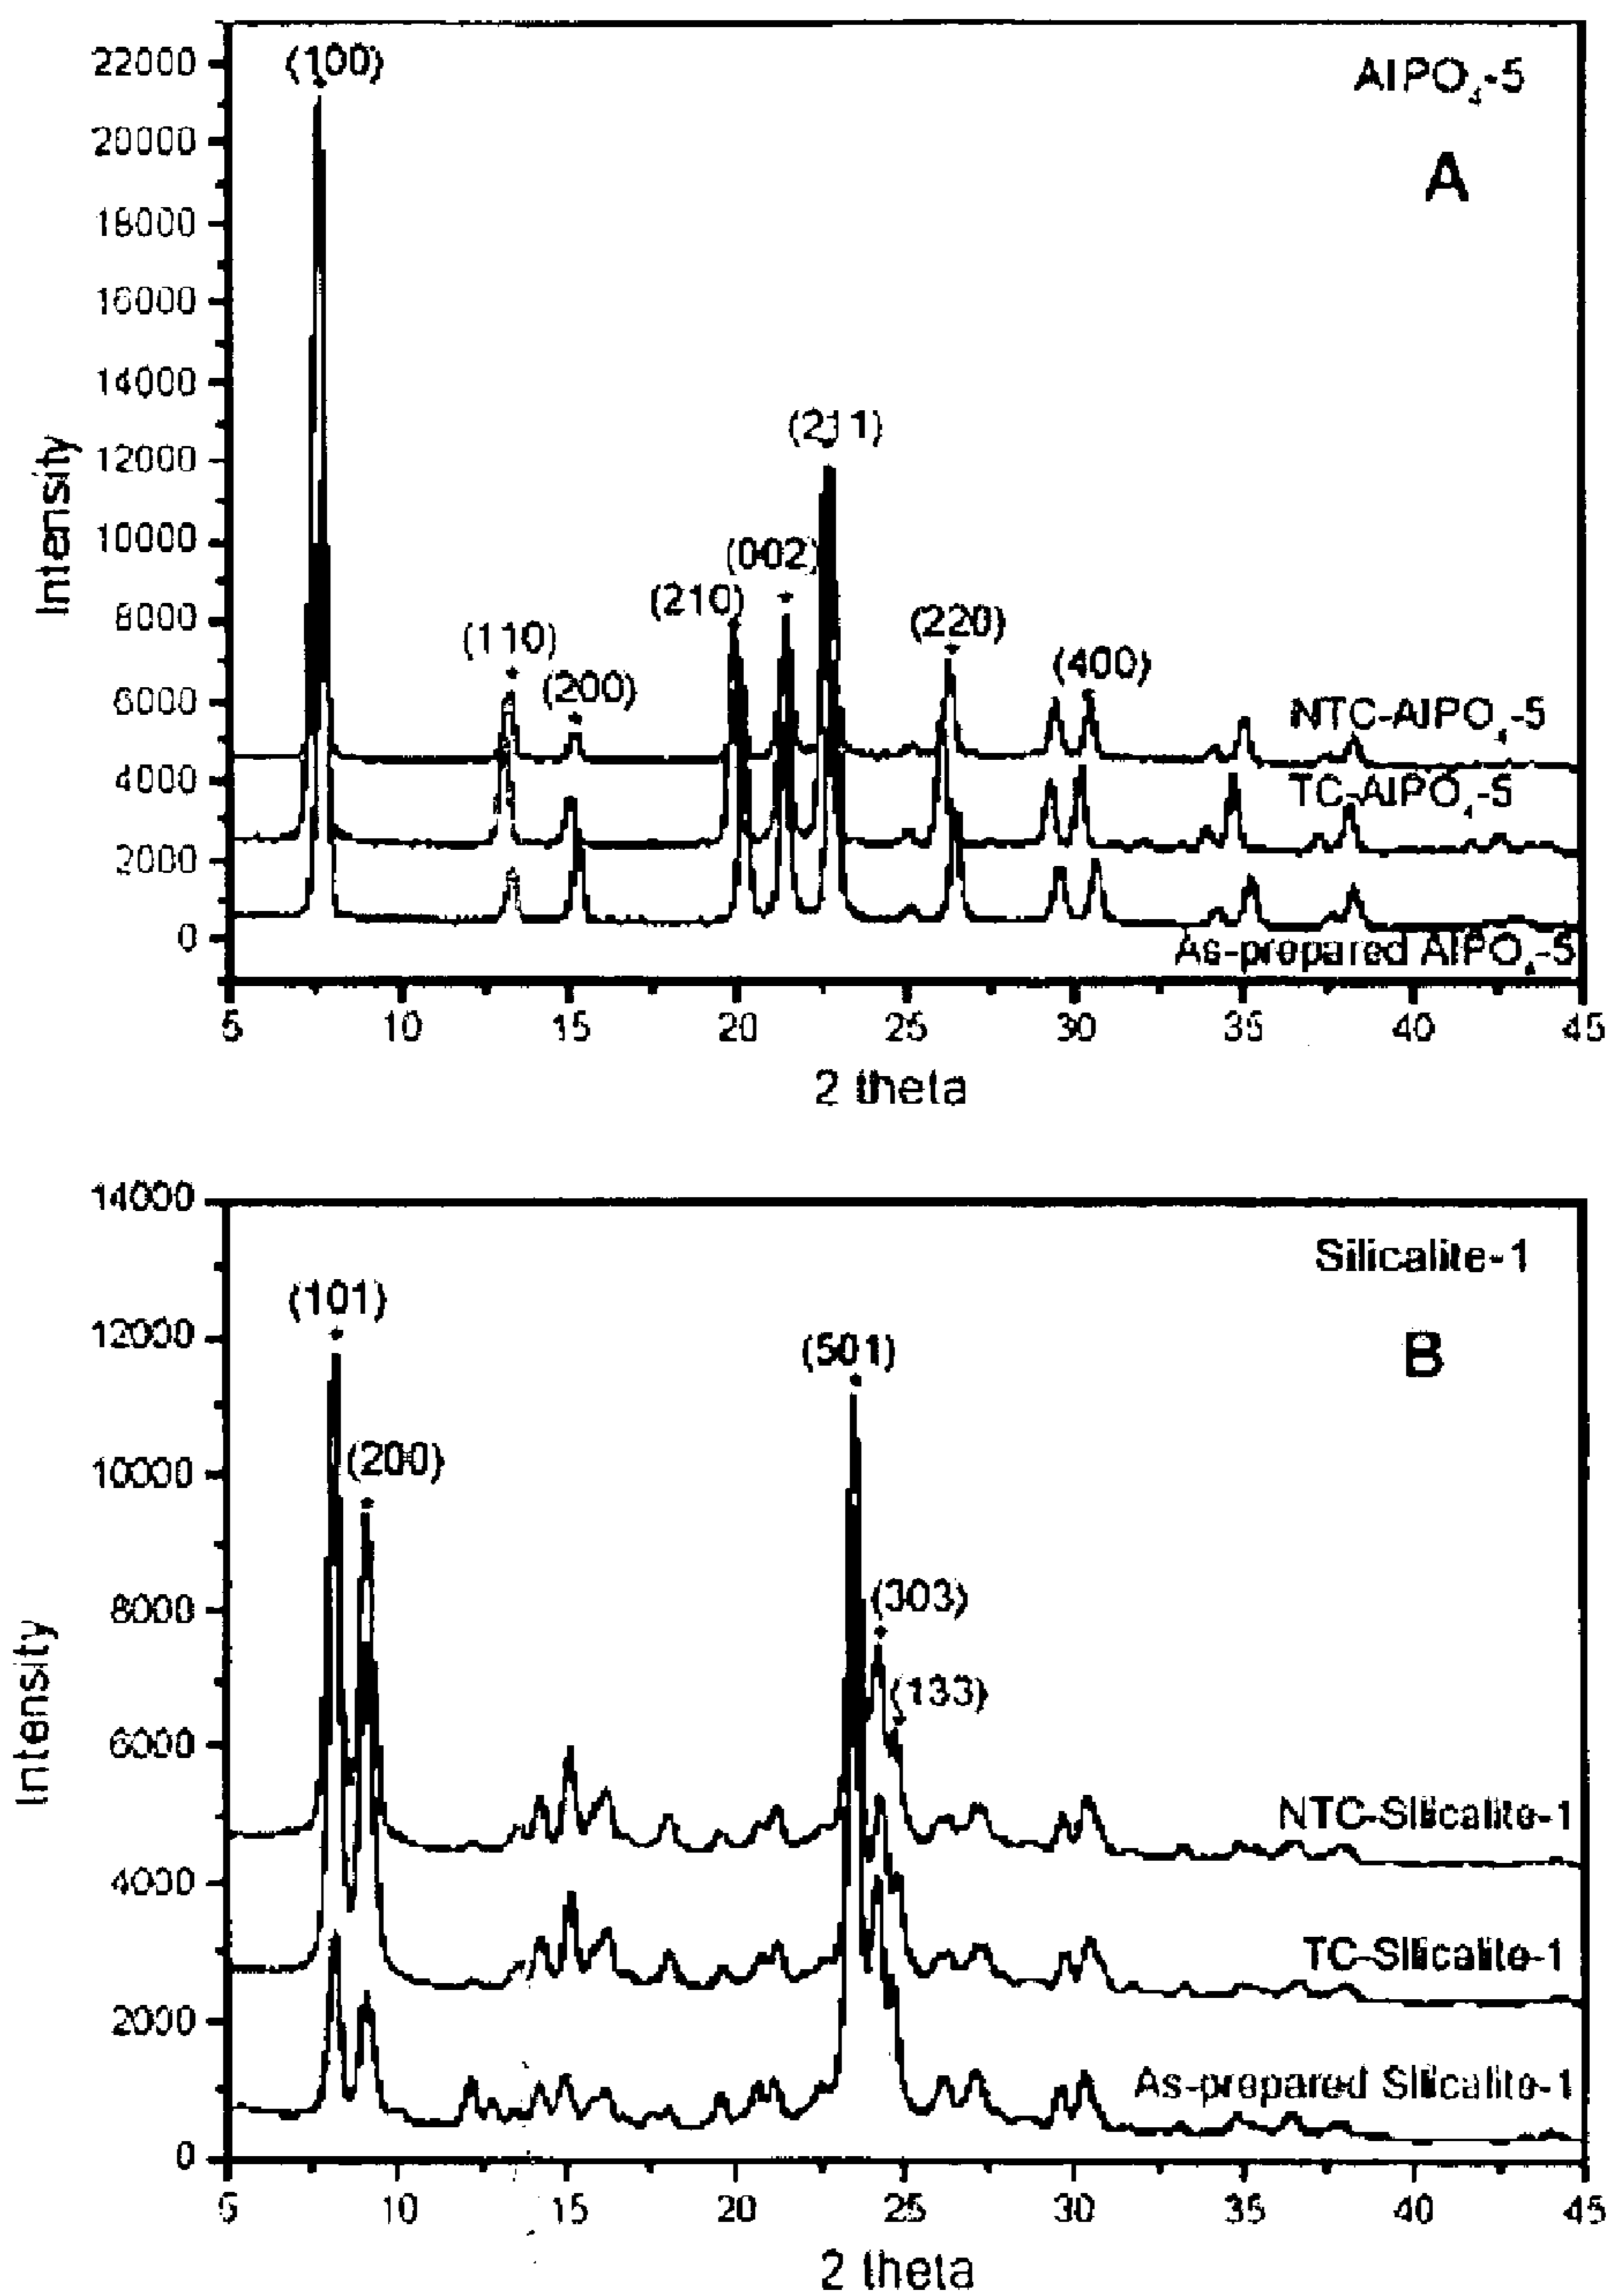 AlPO4-5
A
22000
20000
18000
16000
14000
12000
10000
8000
6000
4000
2000
0
Intensity
(100)
(110)
(200)
(210)
(002)
(211)
(220)
(400)
NTC-AlPO4-5
TC-AlPO4-5
As-prepared AlPO4-5
5 10 15 20 25 30 35 40 45
2 theta
Silicalite-1
B
14000
12000
10000
8000
6000
4000
2000
0
Intensity
(101)
(200)
(501)
(303)
(133)
NTC-Silicalite-1
TC-Silicalite-1
As-prepared Silicalite-1
5 10 15 20 25 30 35 40 45
2 theta